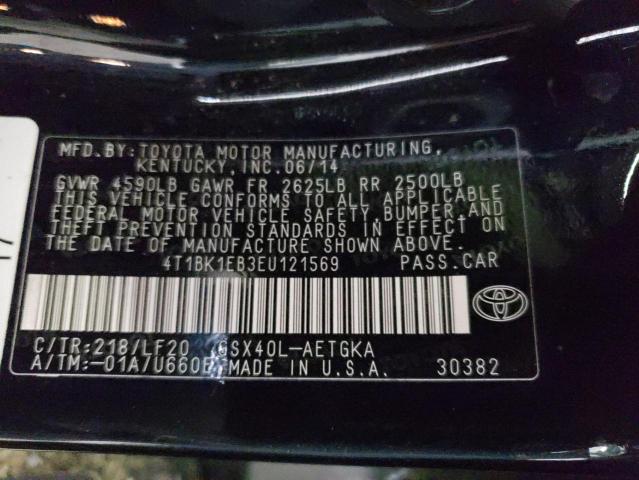 MFD.BY: TOYOTA MOTOR MANUFACTURING,
KENTUCKY, INC. 06/14
GVWR 4590LB GAWR FR 2625LB RR 2500LB
THIS VEHICLE CONFORMS TO ALL APPLICABLE
FEDERAL MOTOR VEHICLE SAFETY, BUMPER, AND
THEFT PREVENTION STANDARDS IN EFFECT ON
THE DATE OF MANUFACTURE SHOWN ABOVE.
4T1BK1EB3EU121569 PASS.CAR
C/TR:218/LF20 GSX40L-AETGKA
A/TM:-01A/U660E MADE IN U.S.A. 30382